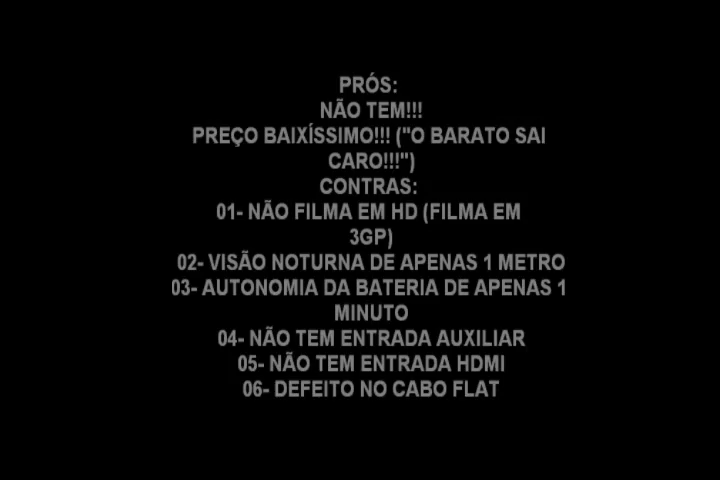 PRÓS:
NÃO TEM!!!
PREÇO BAIXÍSSIMO!!! ("O BARATO SAI
CARO!!!")
CONTRAS:
01- NÃO FILMA EM HD (FILMA EM
3GP)
02- VISÃO NOTURNA DE APENAS 1 METRO
03- AUTONOMIA DA BATERIA DE APENAS 1
MINUTO
04- NÃO TEM ENTRADA AUXILIAR
05- NÃO TEM ENTRADA HDMI
06- DEFEITO NO CABO FLAT